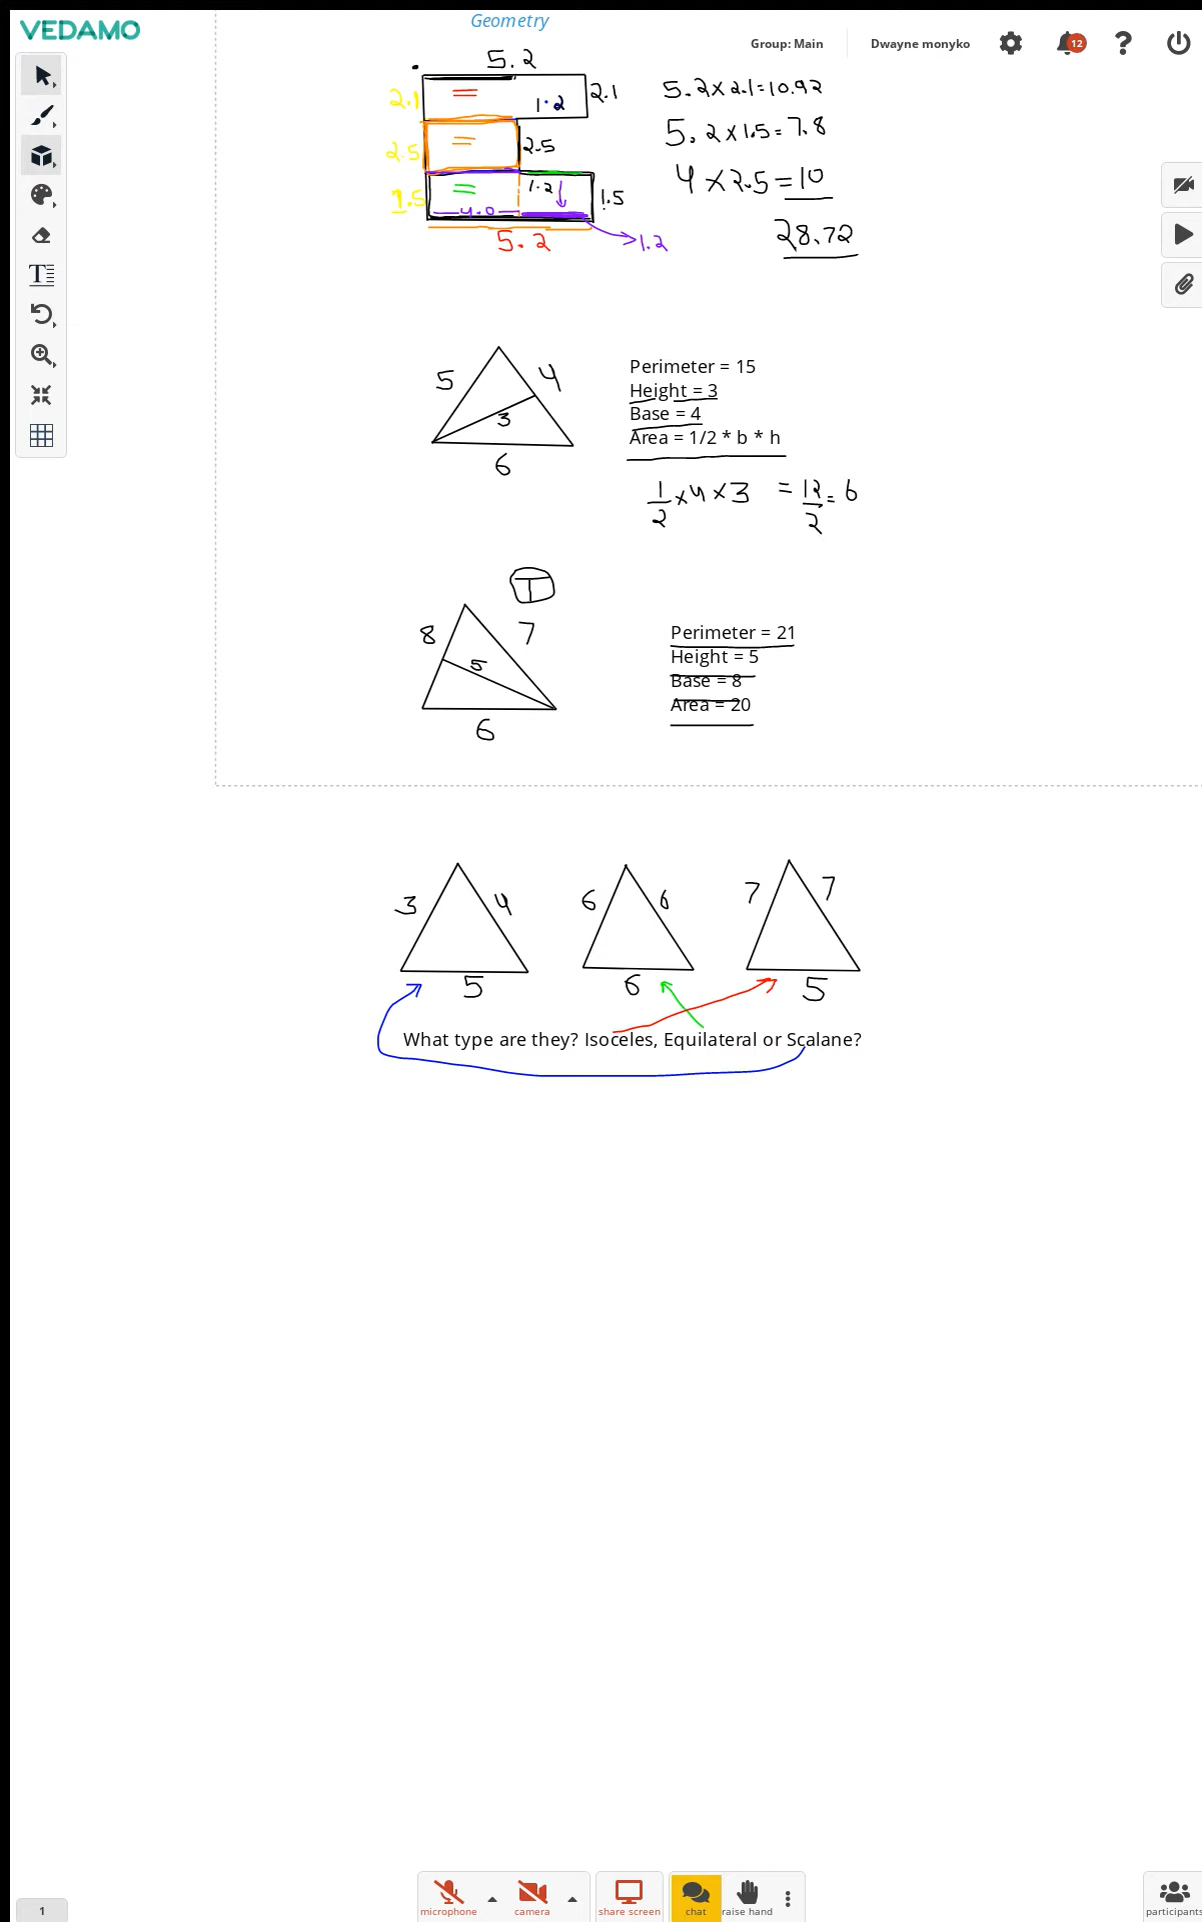 VEDAMO
Geometry
Group: Main
Dwayne monyko
12
5.2
2.1
1.2
2.1
5.2x2.1=10.92
2.5
2.5
5.2x1.5=7.8
1.5
1.2
4.0
1.5
4x2.5=10
5.2
1.2
28.72
5
4
3
6
Perimeter = 15
Height = 3
Base = 4
Area = 1/2 * b * h
1/2 x 4 x 3 = 12/2 = 6
T
8
7
5
6
Perimeter = 21
Height = 5
Base = 8
Area = 20
3
4
5
6
6
6
7
7
5
What type are they? Isoceles, Equilateral or Scalane?
1
microphone
camera
share screen
chat
raise hand
participants